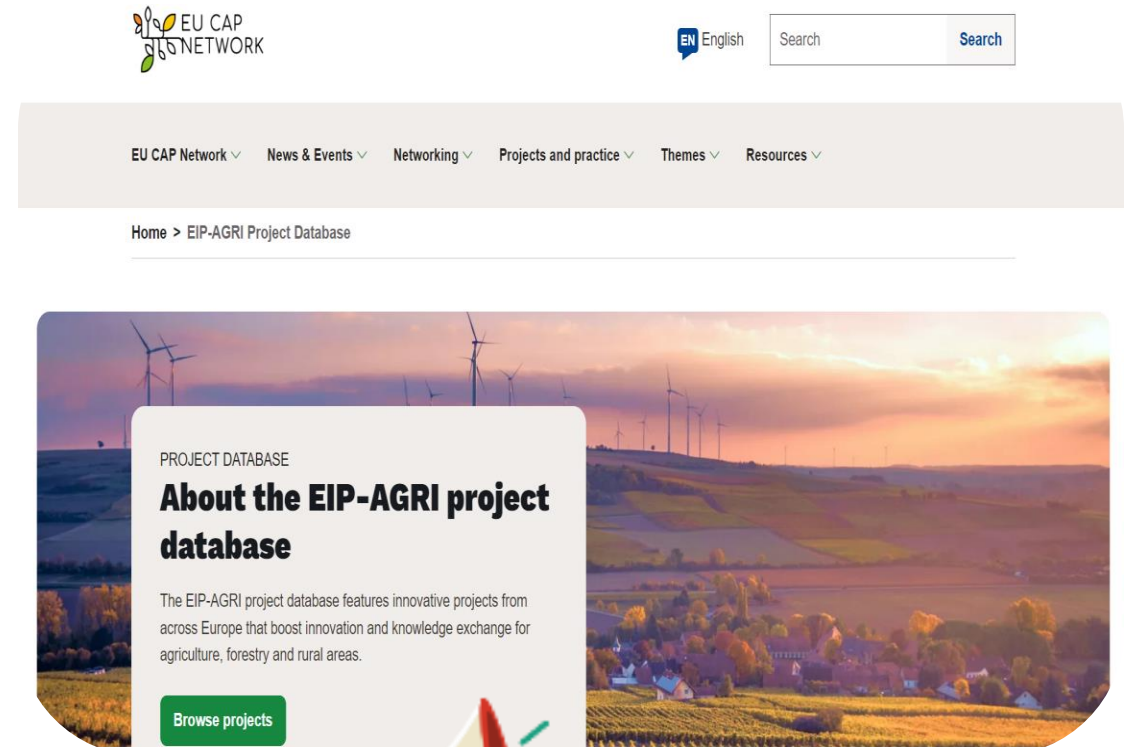 EU CAP
NETWORK
EN English
Search
Search
EU CAP Network
News & Events
Networking
Projects and practice
Themes
Resources
Home > EIP-AGRI Project Database
PROJECT DATABASE
About the EIP-AGRI project
database
The EIP-AGRI project database features innovative projects from
across Europe that boost innovation and knowledge exchange for
agriculture, forestry and rural areas.
Browse projects